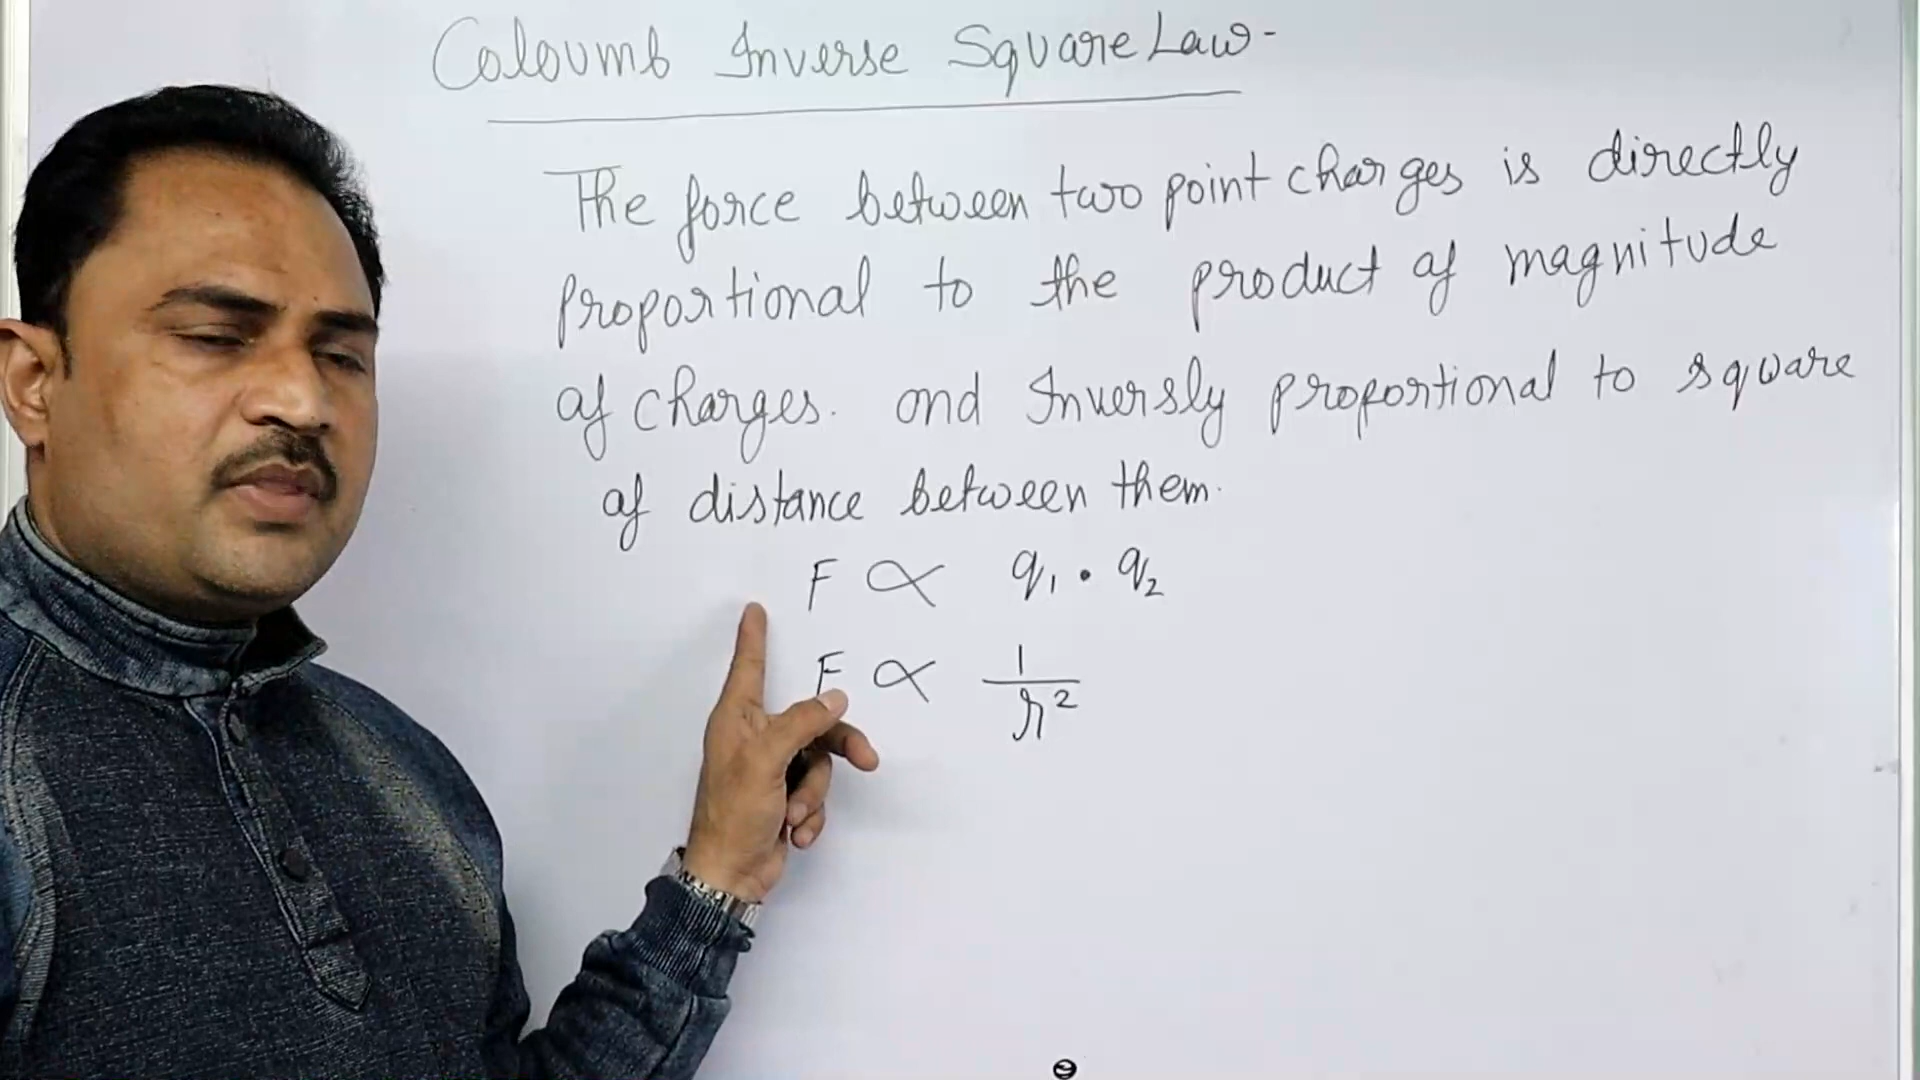 Coloumb Inverse Square Law -
The force between two point charges is directly
proportional to the product of magnitude
of charges. and Inversly proportional to square
of distance between them.
F ∝ q₁ • q₂
F ∝ 1/r²